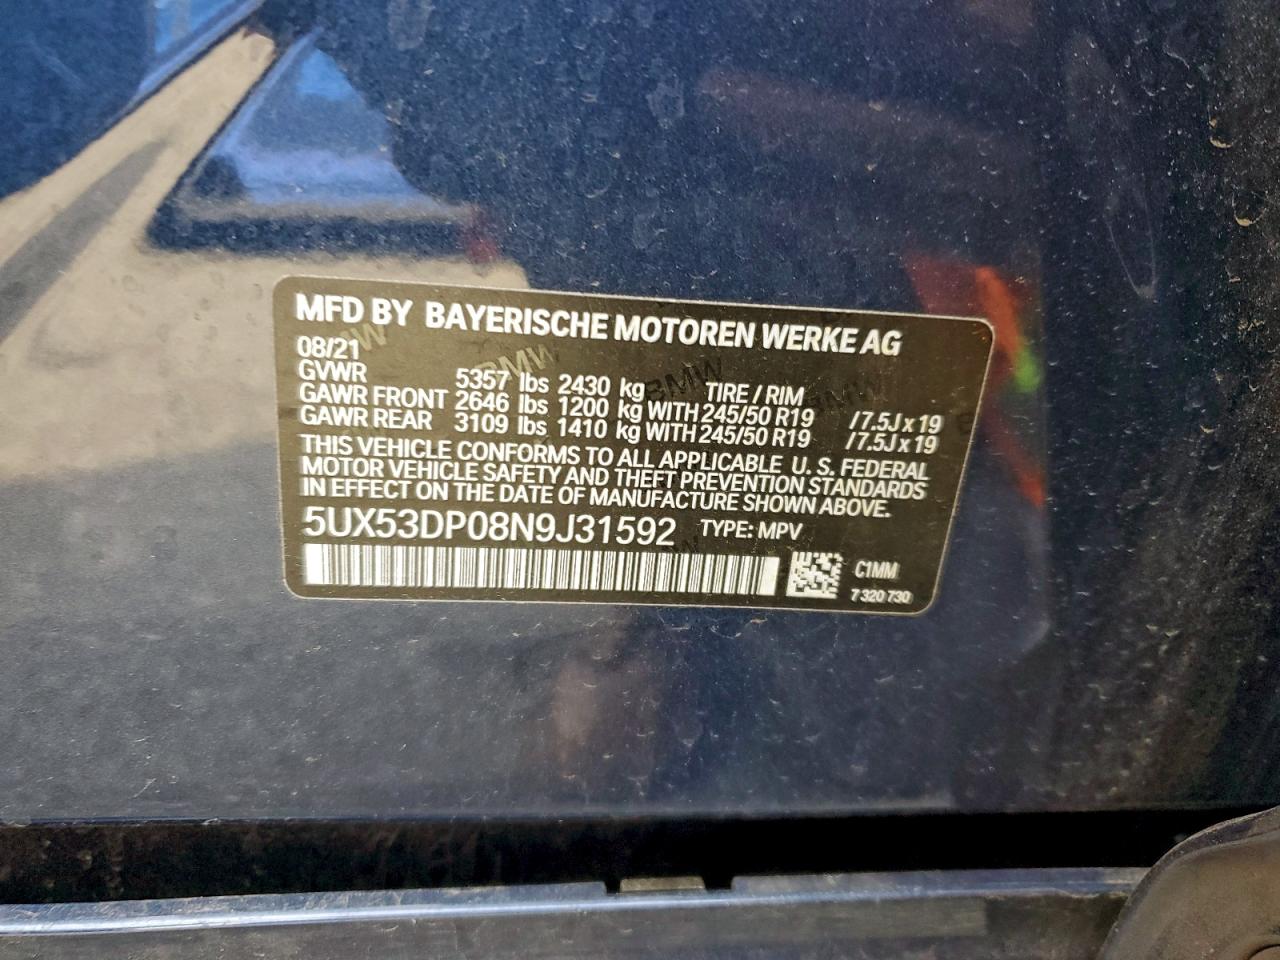 MFD BY BAYERISCHE MOTOREN WERKE AG
08/21
GVWR 5357 lbs 2430 kg TIRE / RIM
GAWR FRONT 2646 lbs 1200 kg WITH 245/50 R19 / 7.5J x 19
GAWR REAR 3109 lbs 1410 kg WITH 245/50 R19 / 7.5J x 19
THIS VEHICLE CONFORMS TO ALL APPLICABLE U. S. FEDERAL
MOTOR VEHICLE SAFETY AND THEFT PREVENTION STANDARDS
IN EFFECT ON THE DATE OF MANUFACTURE SHOWN ABOVE.
5UX53DP08N9J31592 TYPE: MPV
C1MM
7 320 730